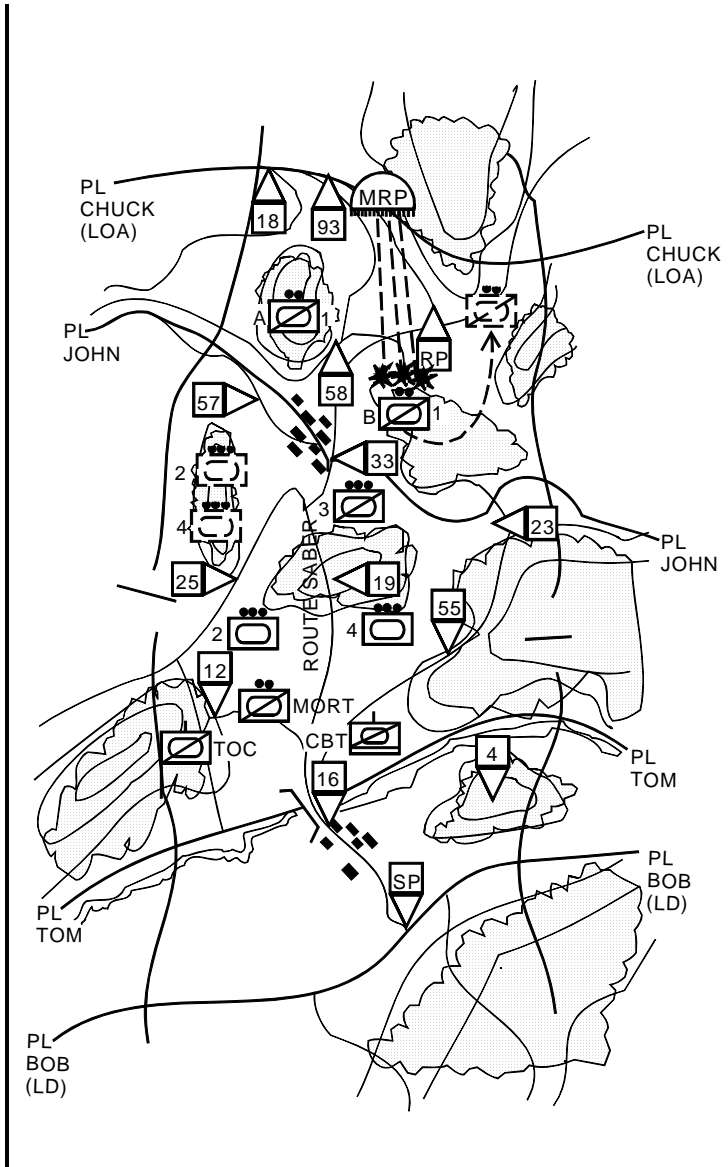 MRP
PL
CHUCK
(LOA)
18
93
PL
CHUCK
(LOA)
A
1
PL
JOHN
RP
58
57
B
1
33
2
3
4
23
ROUTE SABER
PL
JOHN
25
19
55
2
4
12
MORT
TOC
CBT
4
PL
TOM
16
SP
PL
BOB
(LD)
PL
TOM
PL
BOB
(LD)